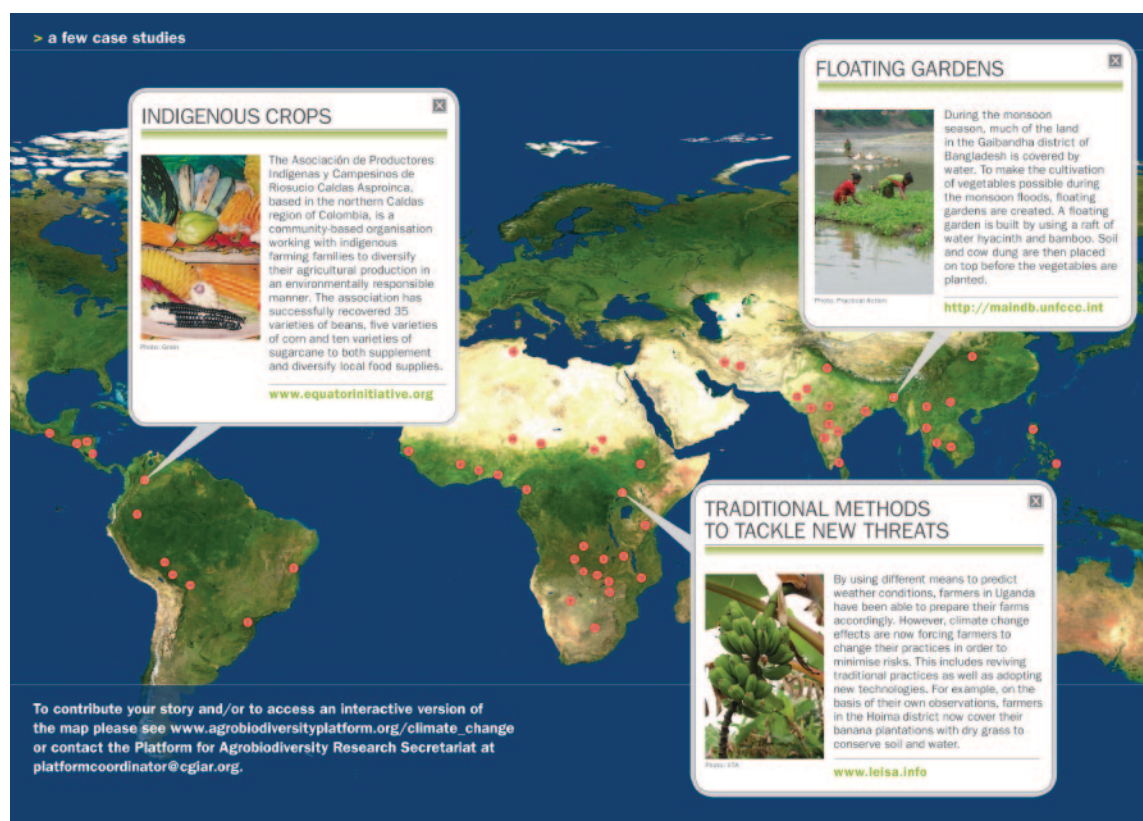 > a few case studies
INDIGENOUS CROPS
The Asociación de Productores
Indígenas y Campesinos de
Riosucio Caldas Asproinca,
based in the northern Caldas
region of Colombia, is a
community-based organisation
working with indigenous
farming families to diversify
their agricultural production in
an environmentally responsible
manner. The association has
successfully recovered 35
varieties of beans, five varieties
of corn and ten varieties of
sugarcane to both supplement
and diversify local food supplies.
Photo: Grain
www.equatorinitiative.org
FLOATING GARDENS
During the monsoon
season, much of the land
in the Gaibandha district of
Bangladesh is covered by
water. To make the cultivation
of vegetables possible during
the monsoon floods, floating
gardens are created. A floating
garden is built by using a raft of
water hyacinth and bamboo. Soil
and cow dung are then placed
on top before the vegetables are
planted.
Photo: Practical Action
http://maindb.unfccc.int
TRADITIONAL METHODS
TO TACKLE NEW THREATS
By using different means to predict
weather conditions, farmers in Uganda
have been able to prepare their farms
accordingly. However, climate change
effects are now forcing farmers to
change their practices in order to
minimise risks. This includes reviving
traditional practices as well as adopting
new technologies. For example, on the
basis of their own observations, farmers
in the Hoima district now cover their
banana plantations with dry grass to
conserve soil and water.
Photo:
www.leisa.info
To contribute your story and/or to access an interactive version of
the map please see www.agrobiodiversityplatform.org/climate_change
or contact the Platform for Agrobiodiversity Research Secretariat at
platformcoordinator@cgiar.org.